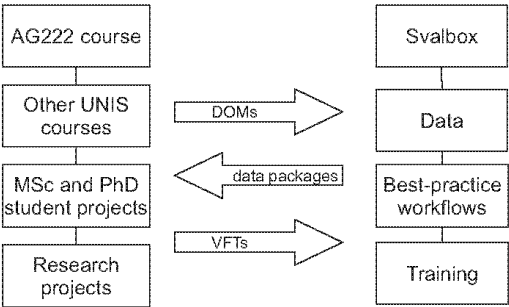 AG222 course
Other UNIS
courses
MSc and PhD
student projects
Research
projects
DOMs
data packages
VFTs
Svalbox
Data
Best-practice
workflows
Training